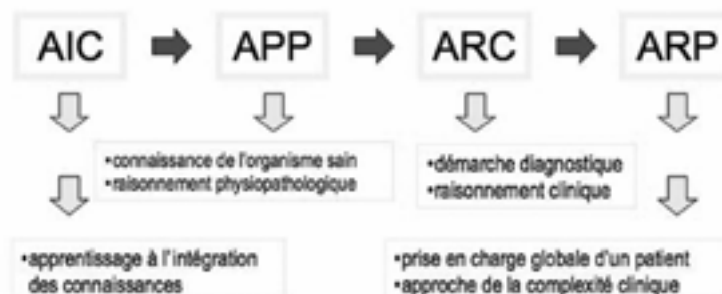 AIC APP ARC ARP
•connaissance de l'organisme sain
•raisonnement physiopathologique
•démarche diagnostique
•raisonnement clinique
•apprentissage à l'intégration
des connaissances
•prise en charge globale d'un patient
•approche de la complexité clinique